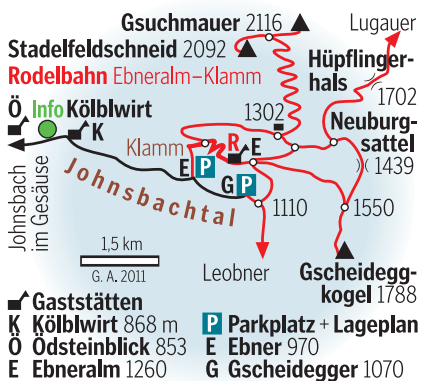 Gsuchmauer 2116
Lugauer
Stadelfeldschneid 2092
Hüpflinger-
hals
Rodelbahn Ebneralm–Klamm
1702
Ö Info Kölblwirt
1302
Neuburg-
sattel
K
Klamm
R
E
1439
E P
G P
Johnsbach
im Gesäuse
Johnsbachtal
1110
1550
1,5 km
G. A. 2011
Leobner
Gscheidegg-
kogel 1788
Gaststätten
K Kölblwirt 868 m
Ö Ödsteinblick 853
E Ebneralm 1260
P Parkplatz + Lageplan
E Ebner 970
G Gscheidegger 1070